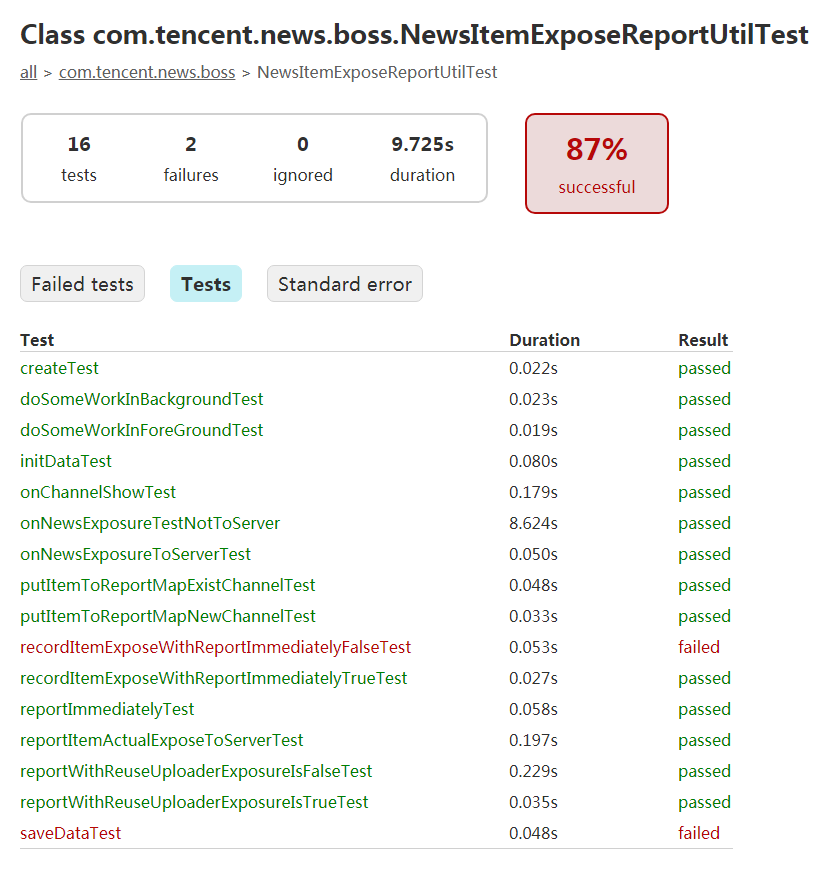 Class com.tencent.news.boss.NewsItemExposeReportUtilTest
all > com.tencent.news.boss > NewsItemExposeReportUtilTest
16 2 0 9.725s 87%
tests failures ignored duration successful
Failed tests Tests Standard error
Test Duration Result
createTest 0.022s passed
doSomeWorkInBackgroundTest 0.023s passed
doSomeWorkInForeGroundTest 0.019s passed
initDataTest 0.080s passed
onChannelShowTest 0.179s passed
onNewsExposureTestNotToServer 8.624s passed
onNewsExposureToServerTest 0.050s passed
putItemToReportMapExistChannelTest 0.048s passed
putItemToReportMapNewChannelTest 0.033s passed
recordItemExposeWithReportImmediatelyFalseTest 0.053s failed
recordItemExposeWithReportImmediatelyTrueTest 0.027s passed
reportImmediatelyTest 0.058s passed
reportItemActualExposeToServerTest 0.197s passed
reportWithReuseUploaderExposureIsFalseTest 0.229s passed
reportWithReuseUploaderExposureIsTrueTest 0.035s passed
saveDataTest 0.048s failed